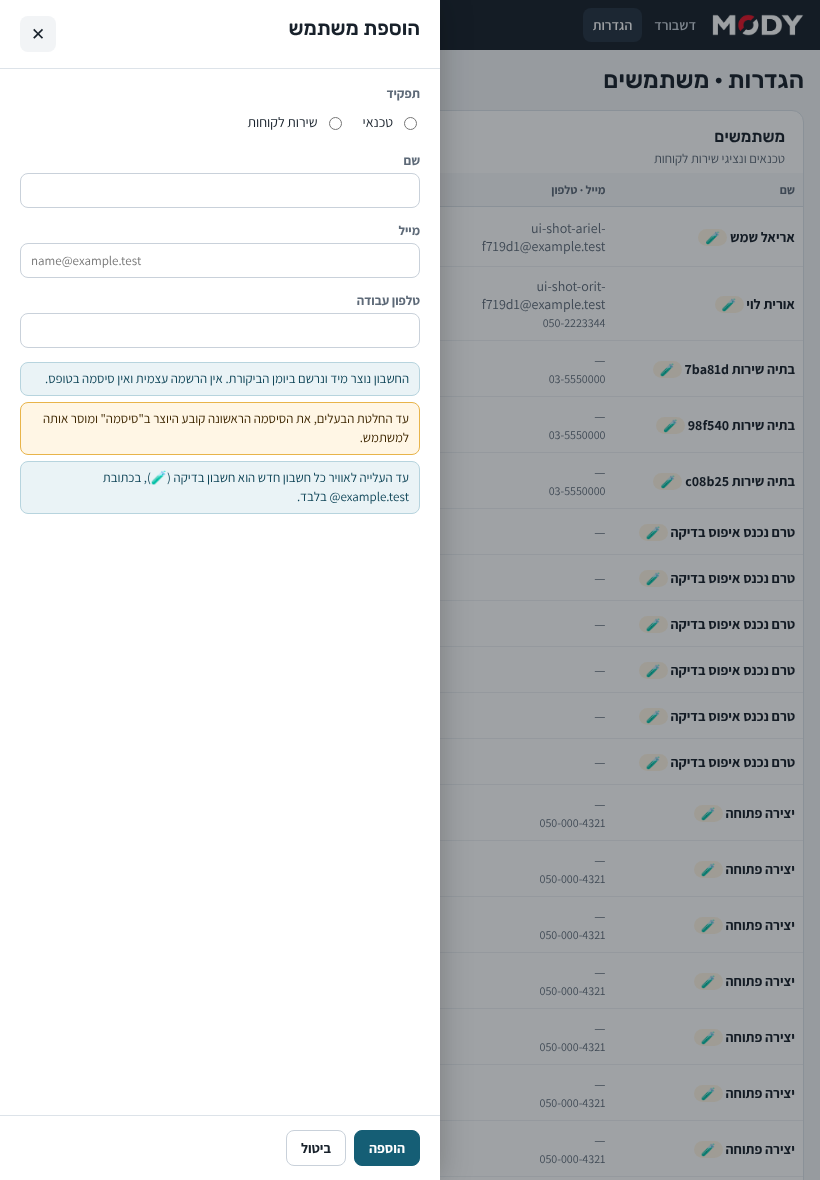 MODY
דשבורד
הגדרות
הגדרות • משתמשים
משתמשים
טכנאים ונציגי שירות לקוחות
שם
מייל · טלפון
אריאל שמש 🧪
ui-shot-ariel-
f719d1@example.test
אורית לוי 🧪
ui-shot-orit-
f719d1@example.test
050-2223344
בתיה שירות 7ba81d 🧪
—
03-5550000
בתיה שירות 98f540 🧪
—
03-5550000
בתיה שירות c08b25 🧪
—
03-5550000
טרם נכנס איפוס בדיקה 🧪
—
טרם נכנס איפוס בדיקה 🧪
—
טרם נכנס איפוס בדיקה 🧪
—
טרם נכנס איפוס בדיקה 🧪
—
טרם נכנס איפוס בדיקה 🧪
—
טרם נכנס איפוס בדיקה 🧪
—
יצירה פתוחה 🧪
—
050-000-4321
יצירה פתוחה 🧪
—
050-000-4321
יצירה פתוחה 🧪
—
050-000-4321
יצירה פתוחה 🧪
—
050-000-4321
יצירה פתוחה 🧪
—
050-000-4321
יצירה פתוחה 🧪
—
050-000-4321
יצירה פתוחה 🧪
—
050-000-4321
הוספת משתמש
✕
תפקיד
טכנאי
שירות לקוחות
שם
מייל
name@example.test
טלפון עבודה
החשבון נוצר מיד ונרשם ביומן הביקורת. אין הרשמה עצמית ואין סיסמה בטופס.
עד החלטת הבעלים, את הסיסמה הראשונה קובע היוצר ב"סיסמה" ומוסר אותה
למשתמש.
עד העלייה לאוויר כל חשבון חדש הוא חשבון בדיקה (🧪), בכתובת
@example.test בלבד.
הוספה
ביטול